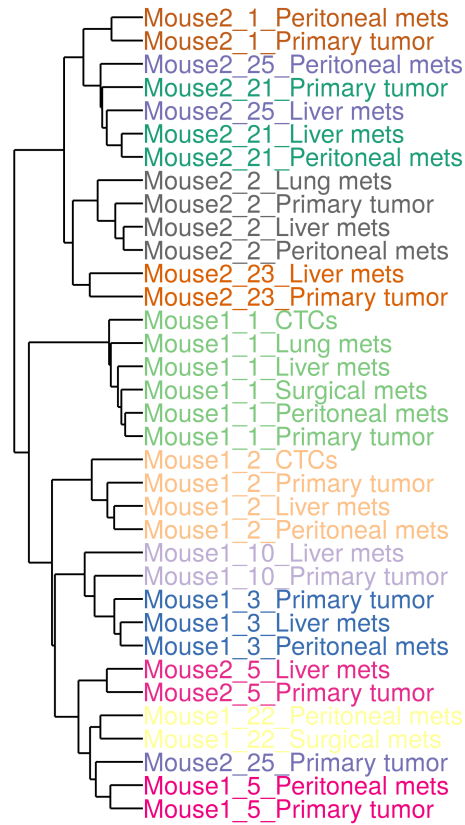 Mouse2_1_Peritoneal mets
Mouse2_1_Primary tumor
Mouse2_25_Peritoneal mets
Mouse2_21_Primary tumor
Mouse2_25_Liver mets
Mouse2_21_Liver mets
Mouse2_21_Peritoneal mets
Mouse2_2_Lung mets
Mouse2_2_Primary tumor
Mouse2_2_Liver mets
Mouse2_2_Peritoneal mets
Mouse2_23_Liver mets
Mouse2_23_Primary tumor
Mouse1_1_CTCs
Mouse1_1_Lung mets
Mouse1_1_Liver mets
Mouse1_1_Surgical mets
Mouse1_1_Peritoneal mets
Mouse1_1_Primary tumor
Mouse1_2_CTCs
Mouse1_2_Primary tumor
Mouse1_2_Liver mets
Mouse1_2_Peritoneal mets
Mouse1_10_Liver mets
Mouse1_10_Primary tumor
Mouse1_3_Primary tumor
Mouse1_3_Liver mets
Mouse1_3_Peritoneal mets
Mouse2_5_Liver mets
Mouse2_5_Primary tumor
Mouse1_22_Peritoneal mets
Mouse1_22_Surgical mets
Mouse2_25_Primary tumor
Mouse1_5_Peritoneal mets
Mouse1_5_Primary tumor